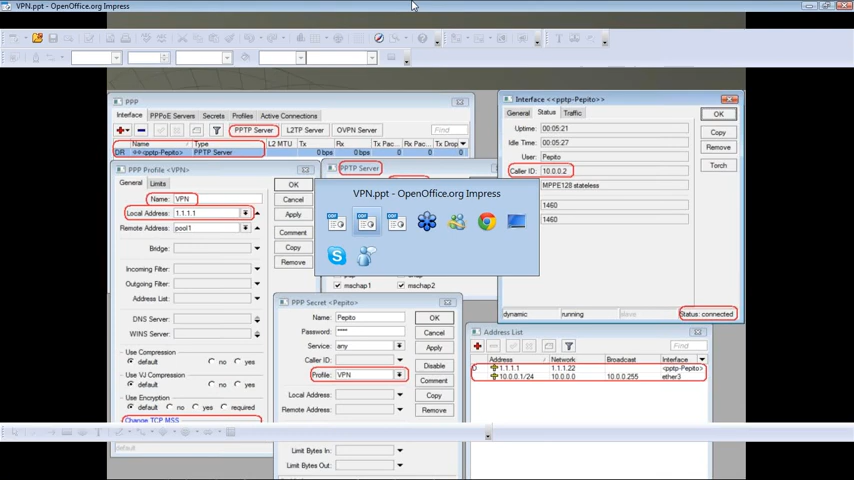 VPN.ppt - OpenOffice.org Impress
PPP
Interface PPPoE Servers Secrets Profiles Active Connections
PPTP Server L2TP Server OVPN Server Find
Name Type L2 MTU Tx Rx Tx Pac... Rx Pac... Tx Drop
DR <pptp-Pepito> PPTP Server 0 bps 0 bps
PPP Profile <VPN>
General Limits
Name: VPN
Local Address: 1.1.1.1
Remote Address: pool1
Bridge:
Incoming Filter:
Outgoing Filter:
Address List:
DNS Server:
WINS Server:
Use Compression
default no yes
Use VJ Compression
default no yes
Use Encryption
default no yes required
Change TCP MSS
default
OK
Cancel
Apply
Comment
Copy
Remove
PPTP Server
VPN.ppt - OpenOffice.org Impress
mschap1 mschap2
PPP Secret <Pepito>
Name: Pepito
Password: ****
Service: any
Caller ID:
Profile: VPN
Local Address:
Remote Address:
Limit Bytes In:
Limit Bytes Out:
OK
Cancel
Apply
Disable
Comment
Copy
Remove
Interface <<pptp-Pepito>>
General Status Traffic
Uptime: 00:05:21
Idle Time: 00:05:27
User: Pepito
Caller ID: 10.0.0.2
MPPE128 stateless
1460
1460
OK
Copy
Remove
Torch
dynamic running slave Status: connected
Address List
Find
Address Network Broadcast Interface
D 1.1.1.1 1.1.1.22 <pptp-Pepito>
10.0.0.1/24 10.0.0.0 10.0.0.255 ether3